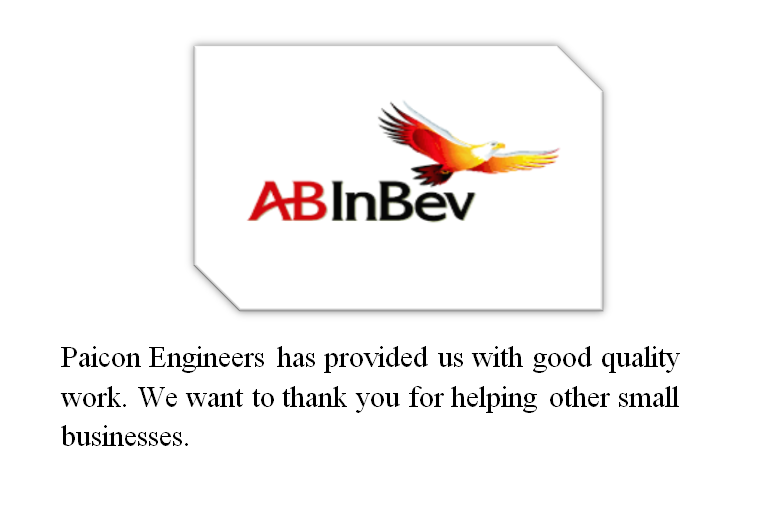 ABInBev
Paicon Engineers has provided us with good quality
work. We want to thank you for helping other small
businesses.